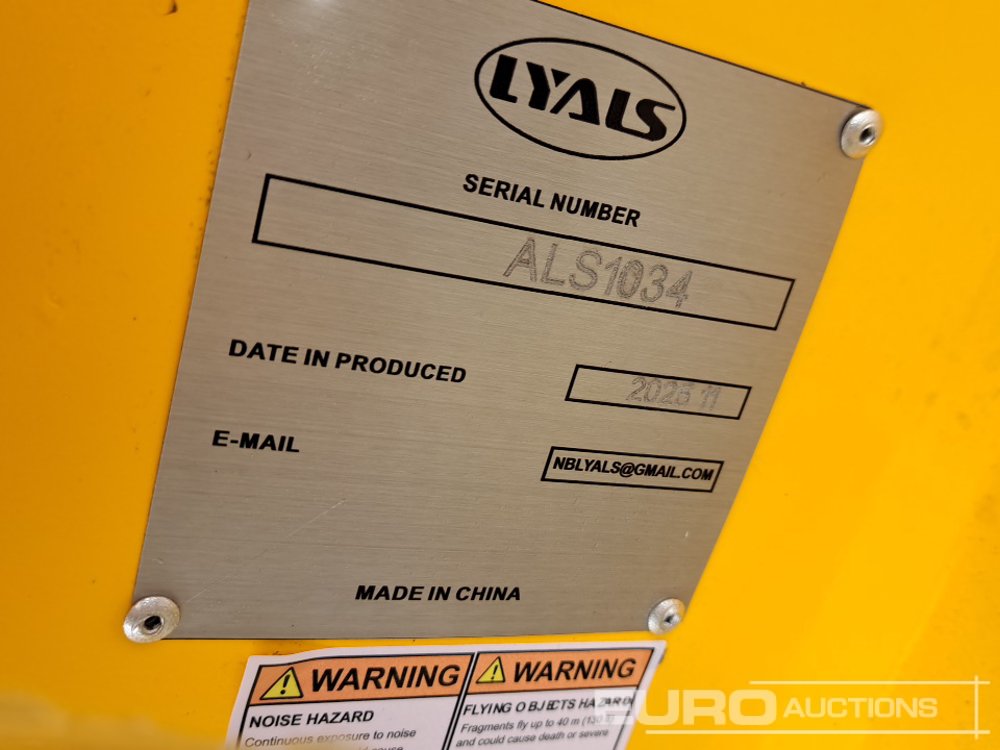 LYALS
SERIAL NUMBER
ALS1034
DATE IN PRODUCED
2025 11
E-MAIL
NBLYALS@GMAIL.COM
MADE IN CHINA
WARNING
NOISE HAZARD
Continuous exposure to noise
WARNING
FLYING OBJECTS HAZARD
Fragments fly up to 40 m
and could cause death or severe
EURO AUCTIONS